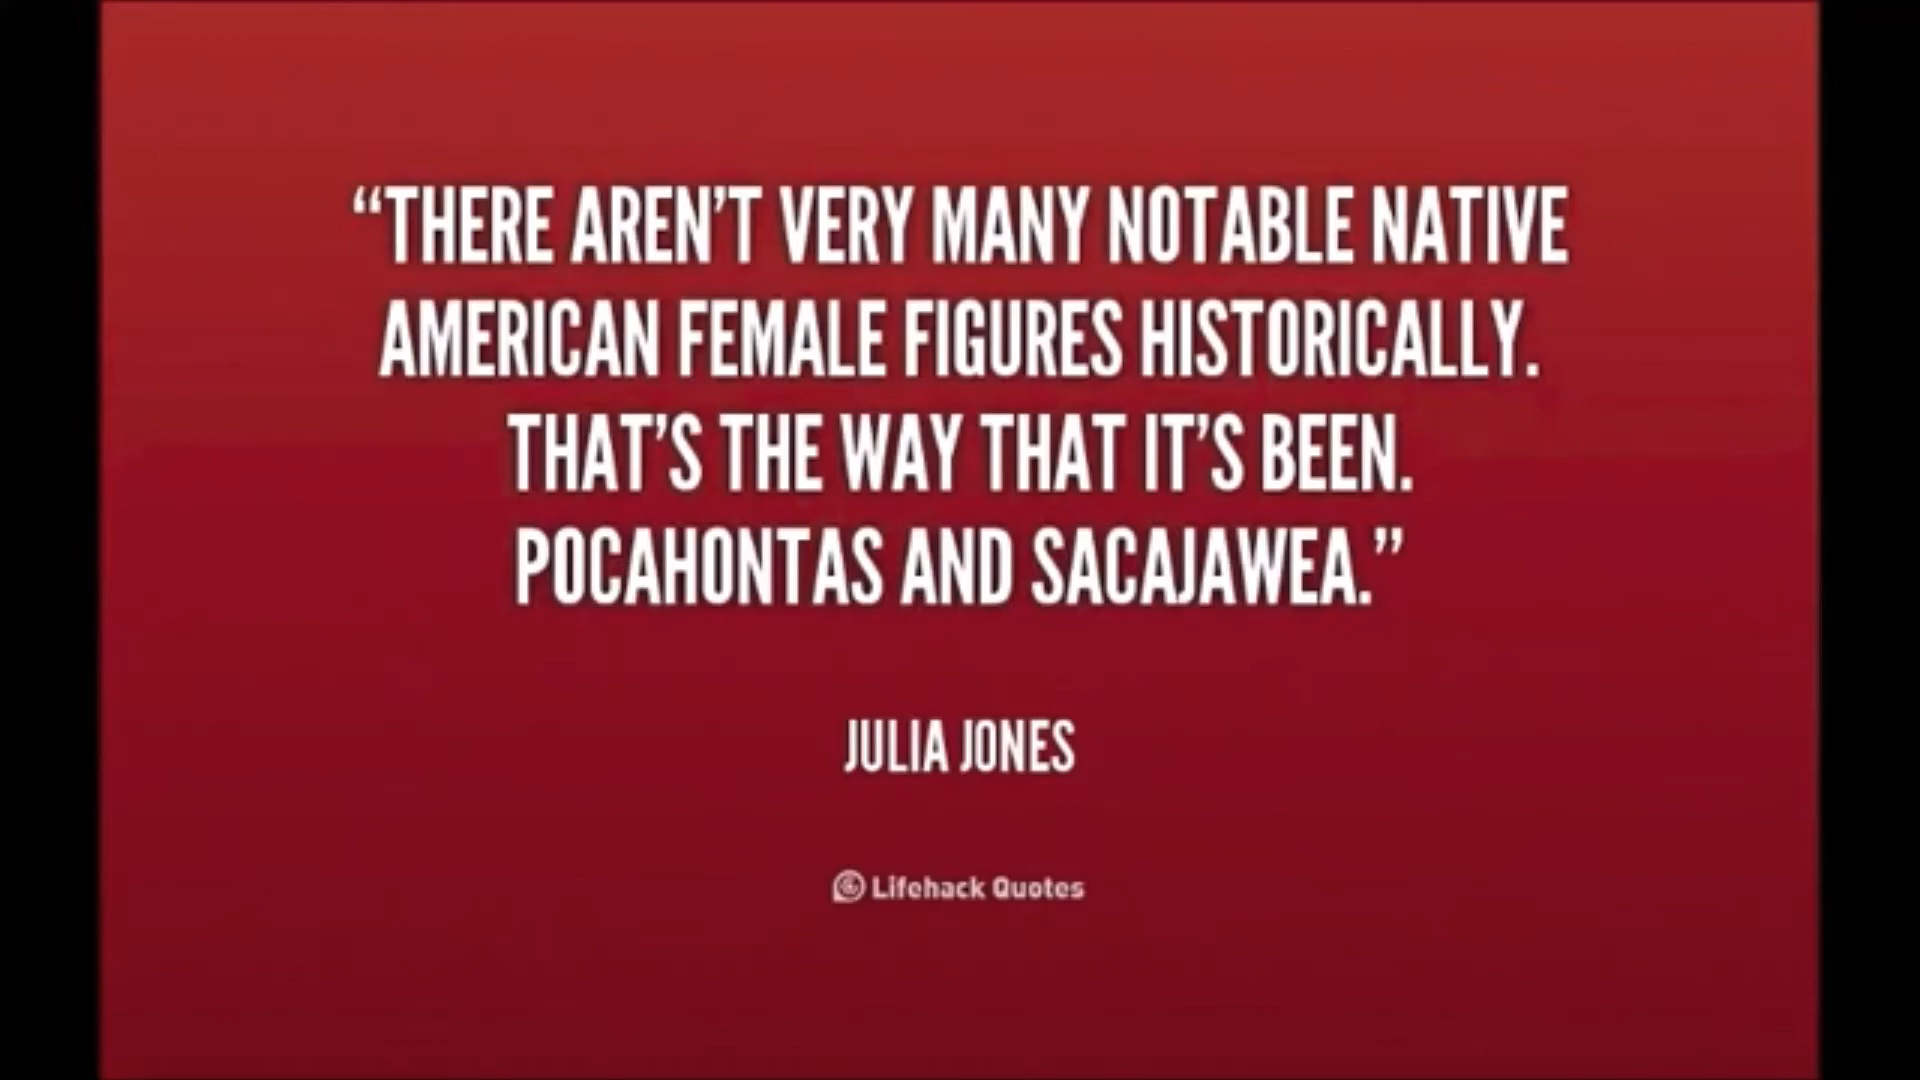 “THERE AREN’T VERY MANY NOTABLE NATIVE
AMERICAN FEMALE FIGURES HISTORICALLY.
THAT’S THE WAY THAT IT’S BEEN.
POCAHONTAS AND SACAJAWEA.”
JULIA JONES
Lifehack Quotes